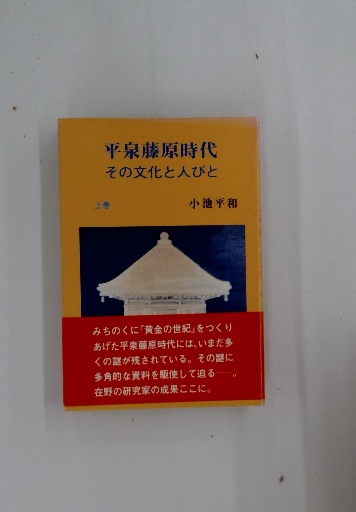 平泉藤原時代
その文化と人びと
上巻
小池平和
みちのくに『黄金の世紀』をつくり
あげた平泉藤原時代には、いまだ多
くの謎が残されている。その謎に
多角的な資料を駆使して迫る——。
在野の研究家の成果ここに。